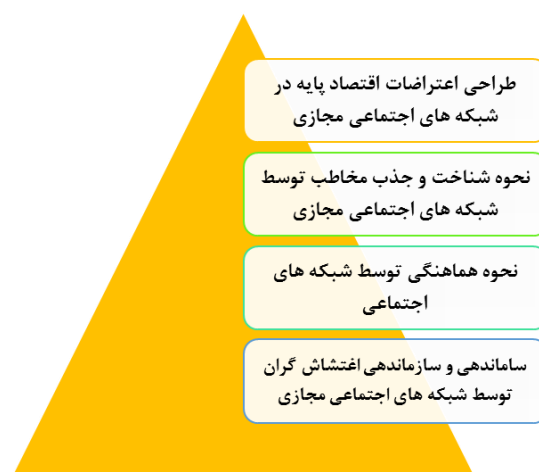 طراحی اعتراضات اقتصاد پایه در
شبکه های اجتماعی مجازی
نحوه شناخت و جذب مخاطب توسط
شبکه های اجتماعی مجازی
نحوه هماهنگی توسط شبکه های
اجتماعی
ساماندهی و سازماندهی اغتشاش گران
توسط شبکه های اجتماعی مجازی